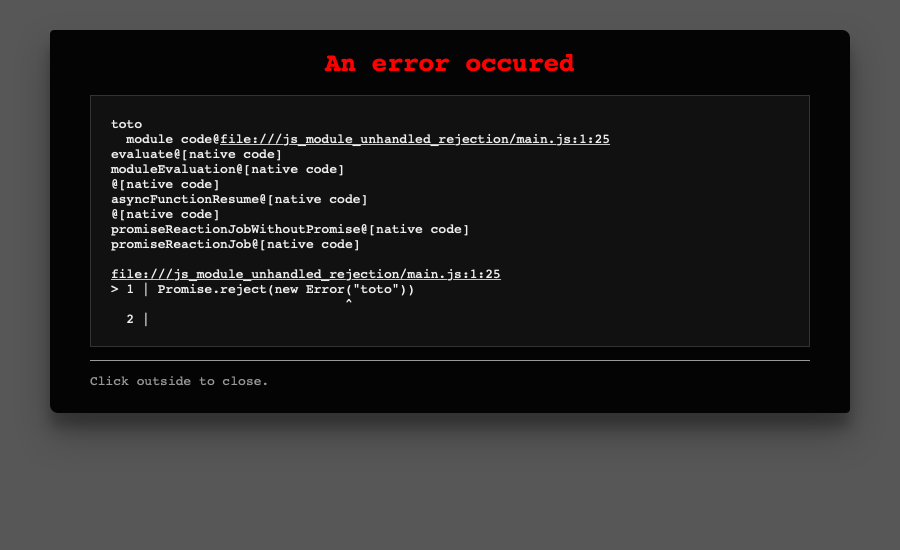 An error occured
toto
  module code@file:///js_module_unhandled_rejection/main.js:1:25
evaluate@[native code]
moduleEvaluation@[native code]
@[native code]
asyncFunctionResume@[native code]
@[native code]
promiseReactionJobWithoutPromise@[native code]
promiseReactionJob@[native code]

file:///js_module_unhandled_rejection/main.js:1:25
> 1 | Promise.reject(new Error("toto"))
                              ^
  2 |
Click outside to close.